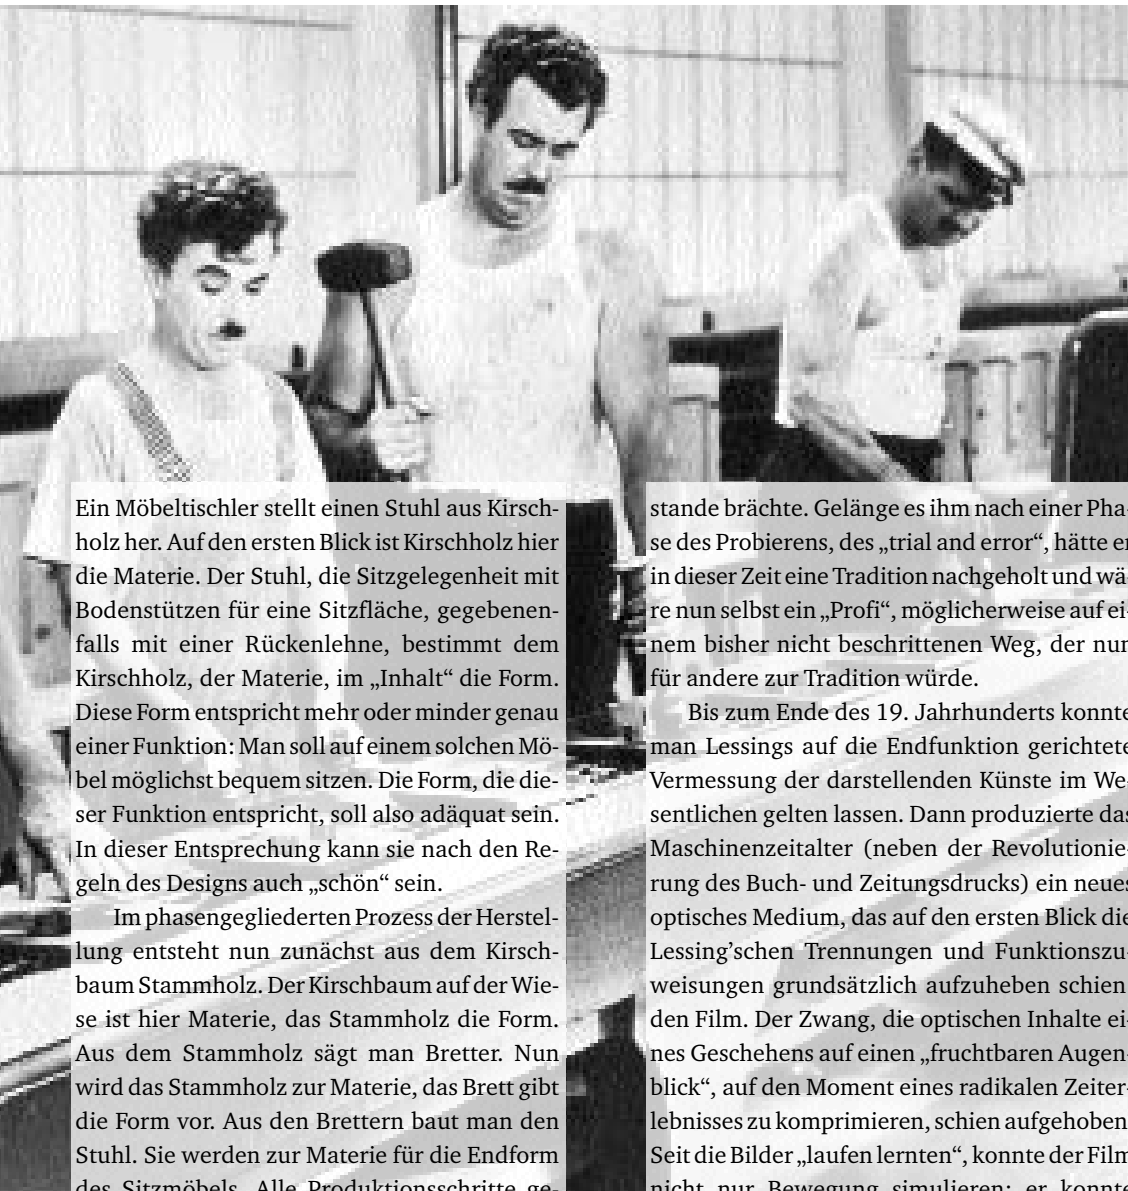 Ein Möbeltischler stellt einen Stuhl aus Kirsch-
holz her. Auf den ersten Blick ist Kirschholz hier
die Materie. Der Stuhl, die Sitzgelegenheit mit
Bodenstützen für eine Sitzfläche, gegebenen-
falls mit einer Rückenlehne, bestimmt dem
Kirschholz, der Materie, im „Inhalt“ die Form.
Diese Form entspricht mehr oder minder genau
einer Funktion: Man soll auf einem solchen Mö-
bel möglichst bequem sitzen. Die Form, die die-
ser Funktion entspricht, soll also adäquat sein.
In dieser Entsprechung kann sie nach den Re-
geln des Designs auch „schön“ sein.
Im phasengegliederten Prozess der Herstel-
lung entsteht nun zunächst aus dem Kirsch-
baum Stammholz. Der Kirschbaum auf der Wie-
se ist hier Materie, das Stammholz die Form.
Aus dem Stammholz sägt man Bretter. Nun
wird das Stammholz zur Materie, das Brett gibt
die Form vor. Aus den Brettern baut man den
Stuhl. Sie werden zur Materie für die Endform
des Sitzmöbels. Alle Produktionsschritte ge-
stande brächte. Gelänge es ihm nach einer Pha-
se des Probierens, des „trial and error“, hätte er
in dieser Zeit eine Tradition nachgeholt und wä-
re nun selbst ein „Profi“, möglicherweise auf ei-
nem bisher nicht beschrittenen Weg, der nun
für andere zur Tradition würde.
Bis zum Ende des 19. Jahrhunderts konnte
man Lessings auf die Endfunktion gerichtete
Vermessung der darstellenden Künste im We-
sentlichen gelten lassen. Dann produzierte das
Maschinenzeitalter (neben der Revolutionie-
rung des Buch- und Zeitungsdrucks) ein neues
optisches Medium, das auf den ersten Blick die
Lessing’schen Trennungen und Funktionszu-
weisungen grundsätzlich aufzuheben schien:
den Film. Der Zwang, die optischen Inhalte ei-
nes Geschehens auf einen „fruchtbaren Augen-
blick“, auf den Moment eines radikalen Zeiter-
lebnisses zu komprimieren, schien aufgehoben.
Seit die Bilder „laufen lernten“, konnte der Film
nicht nur Bewegung simulieren; er konnte